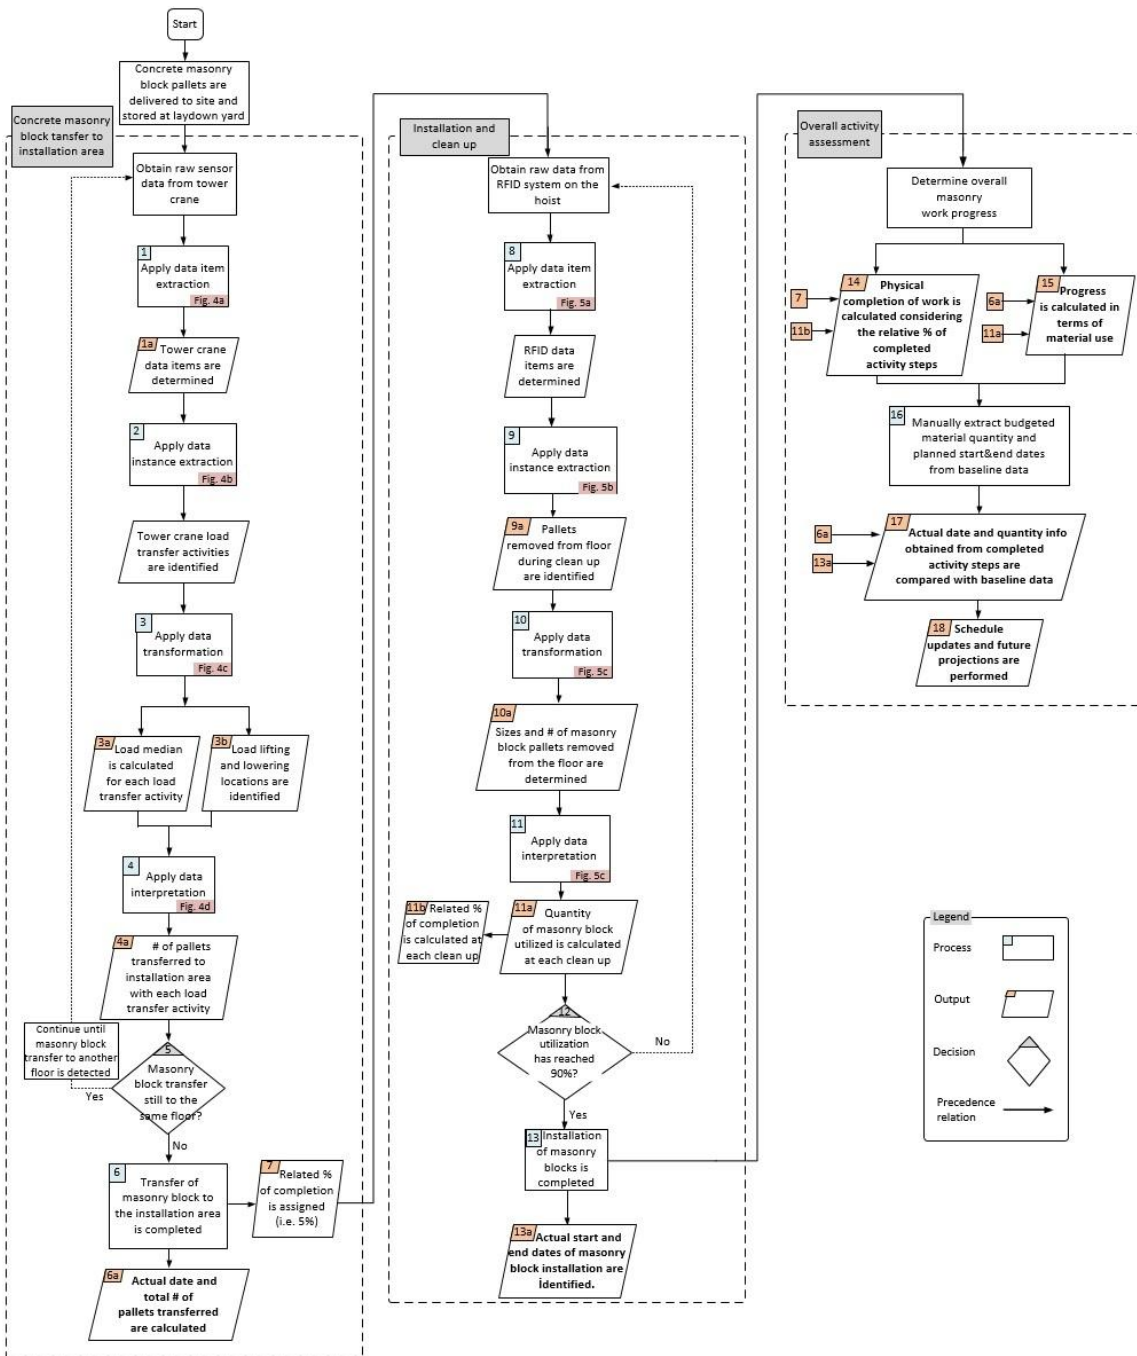 Start
Concrete masonry
block pallets are
delivered to site and
stored at laydown yard
Concrete masonry
block tansfer to
installation area
Obtain raw sensor
data from tower
crane
1
Apply data item
extraction
Fig. 4a
1a
Tower crane
data items are
determined
2
Apply data
instance extraction
Fig. 4b
Tower crane load
transfer activities
are identified
3
Apply data
transformation
Fig. 4c
3a
Load median
is calculated
for each load
transfer activity
3b
Load lifting
and lowering
locations are
identified
4
Apply data
interpretation
Fig. 4d
4a
# of pallets
transferred to
installation area
with each load
transfer activity
Continue until
masonry block
transfer to another
floor is detected
5
Masonry
block transfer
still to the
same floor?
Yes
No
6
Transfer of
masonry block to
the installation area
is completed
7
Related %
of completion
is assigned
(i.e. 5%)
6a
Actual date and
total # of
pallets transferred
are calculated
Installation and
clean up
Obtain raw data from
RFID system on the
hoist
8
Apply data item
extraction
Fig. 5a
RFID data
items are
determined
9
Apply data
instance extraction
Fig. 5b
9a
Pallets
removed from floor
during clean up
are identified
10
Apply data
transformation
Fig. 5c
10a
Sizes and # of masonry
block pallets removed
from the floor are
determined
11
Apply data
interpretation
Fig. 5c
11b
Related %
of completion
is calculated at
each clean up
11a
Quantity
of masonry block
utilized is calculated
at each clean up
12
Masonry block
utilization
has reached
90%?
No
Yes
13
Installation
of masonry
blocks is
completed
13a
Actual start and
end dates of masonry
block installation are
İdentified.
Overall activity
assessment
Determine overall
masonry
work progress
7
11b
14
Physical
completion of work is
calculated considering
the relative % of
completed
activity steps
6a
11a
15
Progress
is calculated in
terms of
material use
16
Manually extract budgeted
material quantity and
planned start&end dates
from baseline data
6a
13a
17
Actual date and quantity info
obtained from completed
activity steps are
compared with baseline data
18
Schedule
updates and future
projections are
performed
Legend
Process
Output
Decision
Precedence
relation